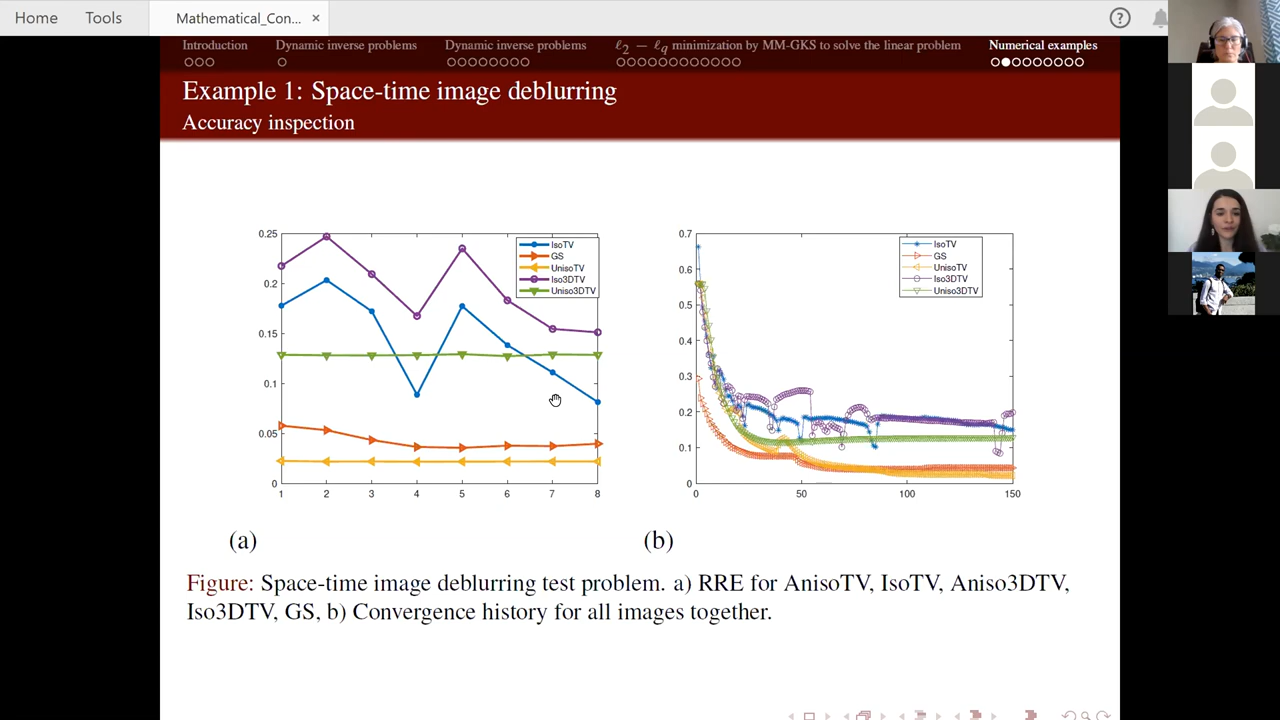 Home Tools Mathematical_Con... × ?
Introduction Dynamic inverse problems Dynamic inverse problems ℓ2 − ℓq minimization by MM-GKS to solve the linear problem Numerical examples
Example 1: Space-time image deblurring
Accuracy inspection
0.25
0.2
0.15
0.1
0.05
0
1 2 3 4 5 6 7 8
IsoTV
GS
UnisoTV
Iso3DTV
Uniso3DTV
(a)
0.7
0.6
0.5
0.4
0.3
0.2
0.1
0
0 50 100 150
IsoTV
GS
UnisoTV
Iso3DTV
Uniso3DTV
(b)
Figure: Space-time image deblurring test problem. a) RRE for AnisoTV, IsoTV, Aniso3DTV,
Iso3DTV, GS, b) Convergence history for all images together.